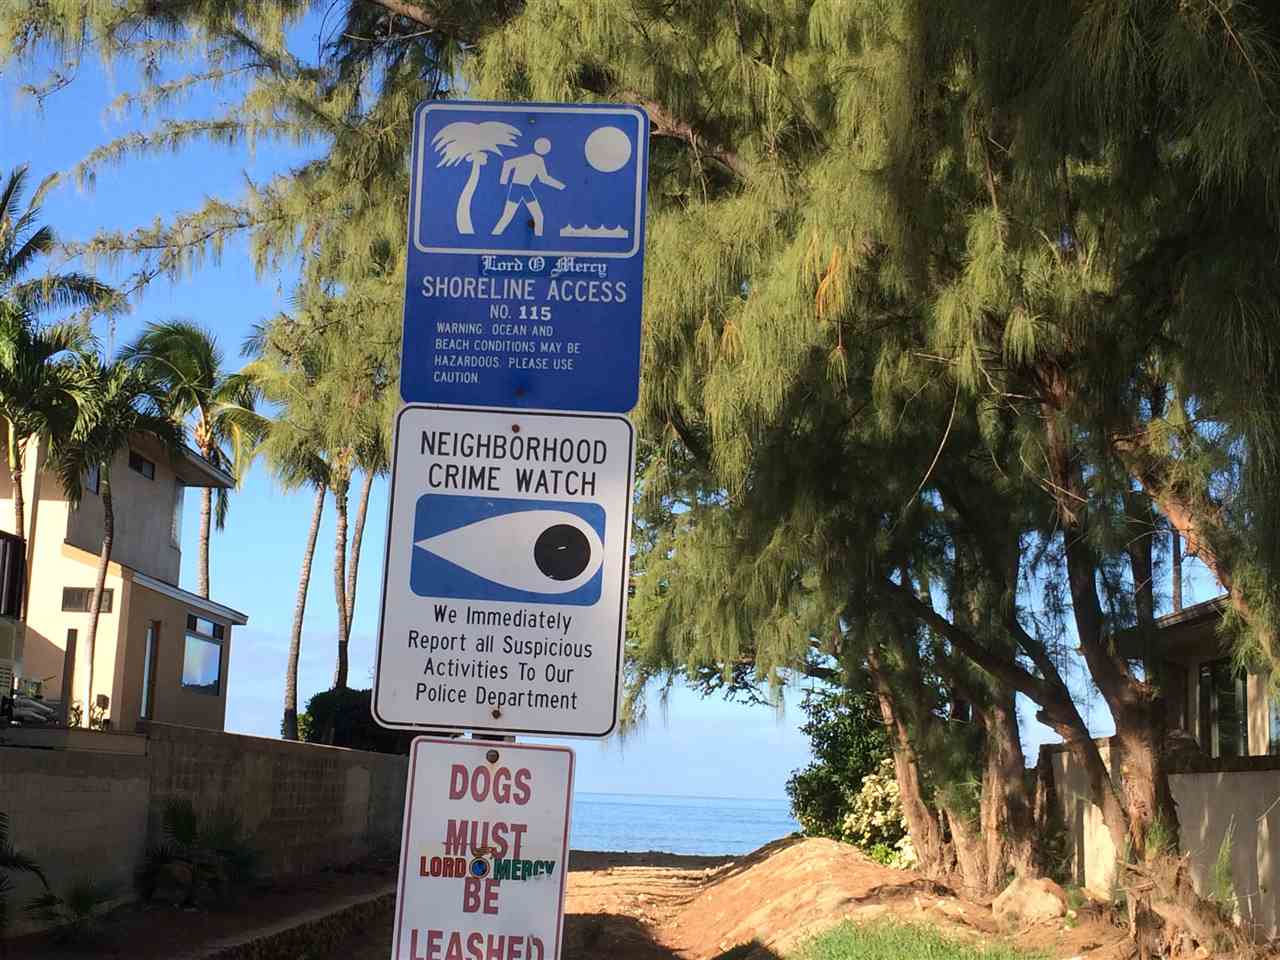 Lord O Mercy
SHORELINE ACCESS
NO. 115
WARNING. OCEAN AND
BEACH CONDITIONS MAY BE
HAZARDOUS. PLEASE USE
CAUTION.
NEIGHBORHOOD
CRIME WATCH
We Immediately
Report all Suspicious
Activities To Our
Police Department
DOGS
MUST
LORD O MERCY
BE
LEASHED